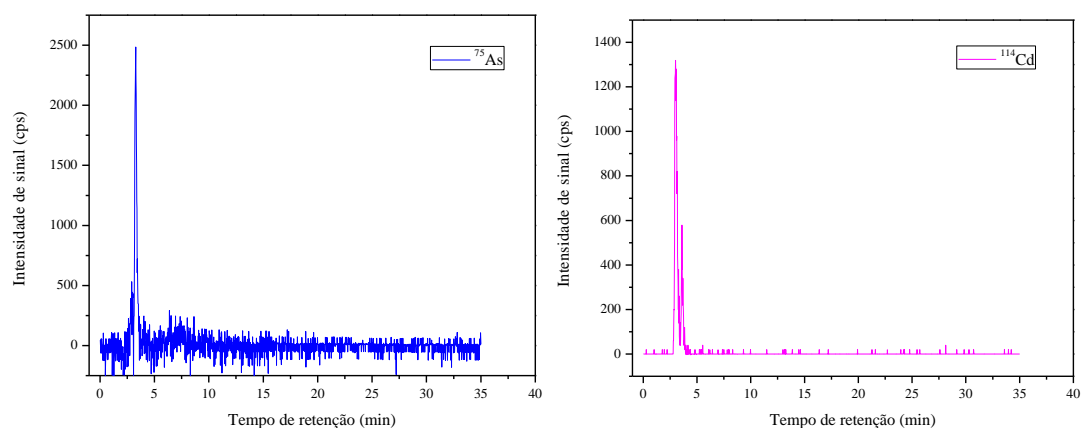 2500
2000
1500
1000
500
0
Intensidade de sinal (cps)
⁷⁵As
0 5 10 15 20 25 30 35 40
Tempo de retenção (min)
1400
1200
1000
800
600
400
200
0
Intensidade de sinal (cps)
¹¹⁴Cd
0 5 10 15 20 25 30 35 40
Tempo de retenção (min)